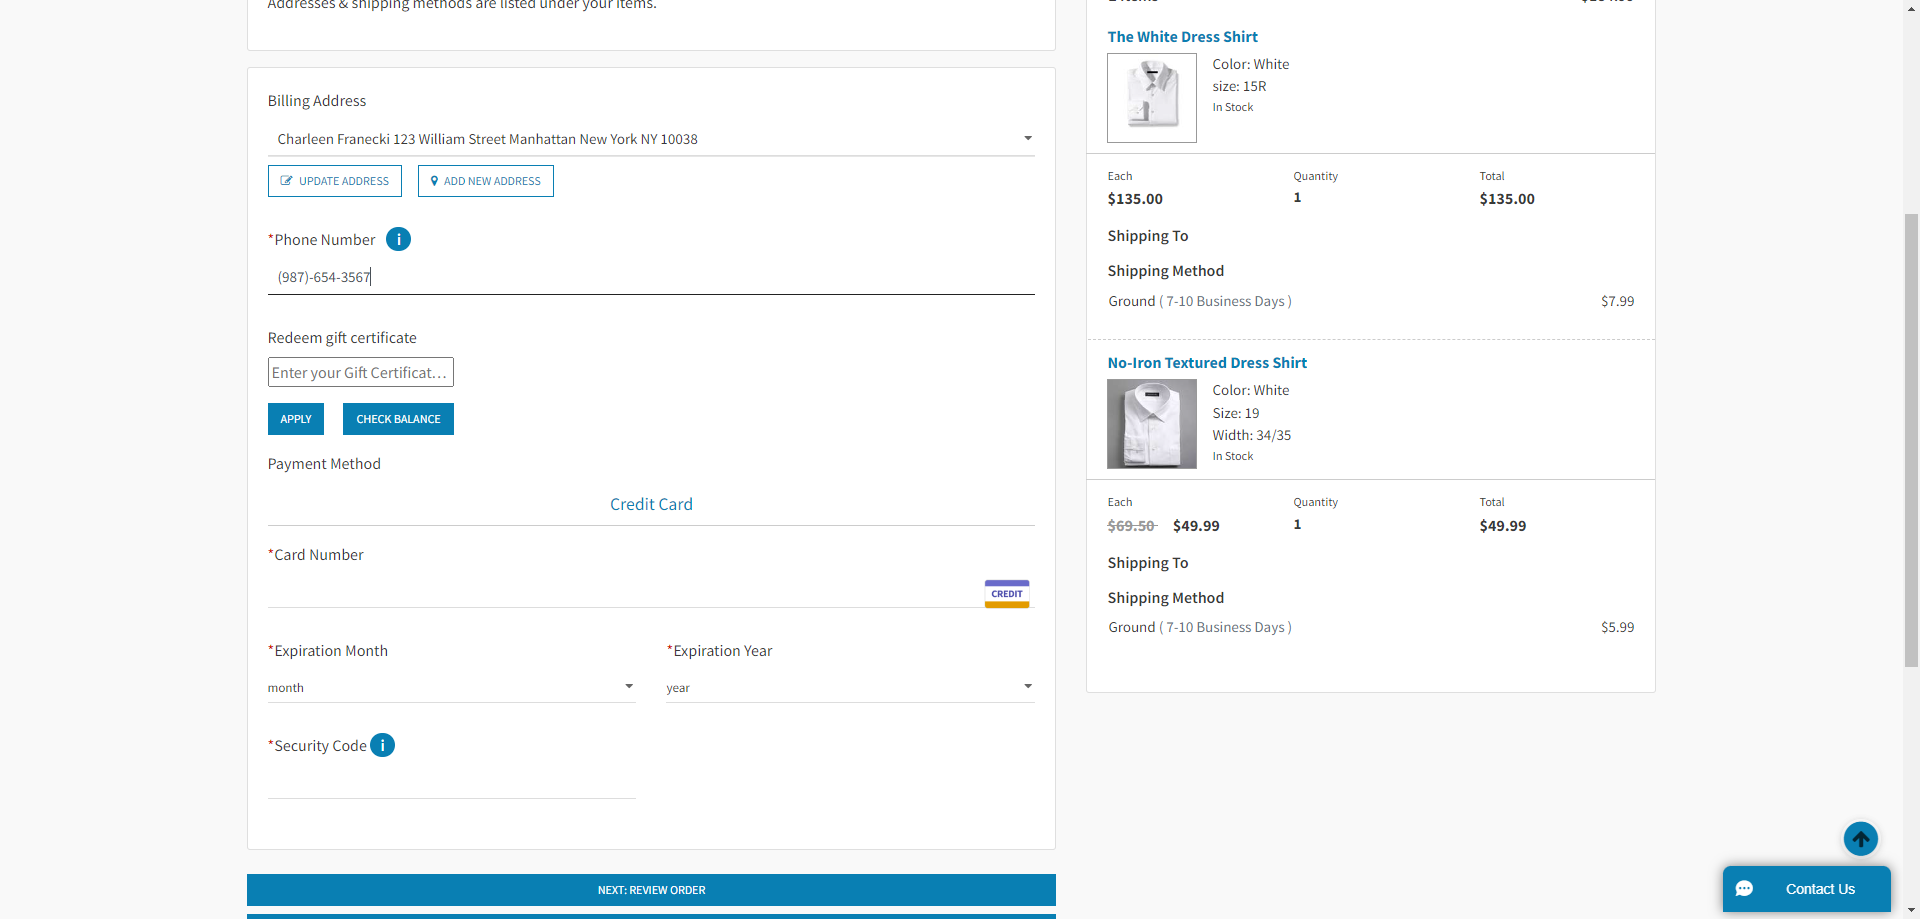 Addresses & shipping methods are listed under your items.
Billing Address
Charleen Franecki 123 William Street Manhattan New York NY 10038
UPDATE ADDRESS
ADD NEW ADDRESS
*Phone Number
(987)-654-3567
Redeem gift certificate
Enter your Gift Certificat…
APPLY
CHECK BALANCE
Payment Method
Credit Card
*Card Number
CREDIT
*Expiration Month
*Expiration Year
month
year
*Security Code
NEXT: REVIEW ORDER
The White Dress Shirt
Color: White
size: 15R
In Stock
Each
Quantity
Total
$135.00
1
$135.00
Shipping To
Shipping Method
Ground ( 7-10 Business Days )
$7.99
No-Iron Textured Dress Shirt
Color: White
Size: 19
Width: 34/35
In Stock
Each
Quantity
Total
$69.50
$49.99
1
$49.99
Shipping To
Shipping Method
Ground ( 7-10 Business Days )
$5.99
Contact Us